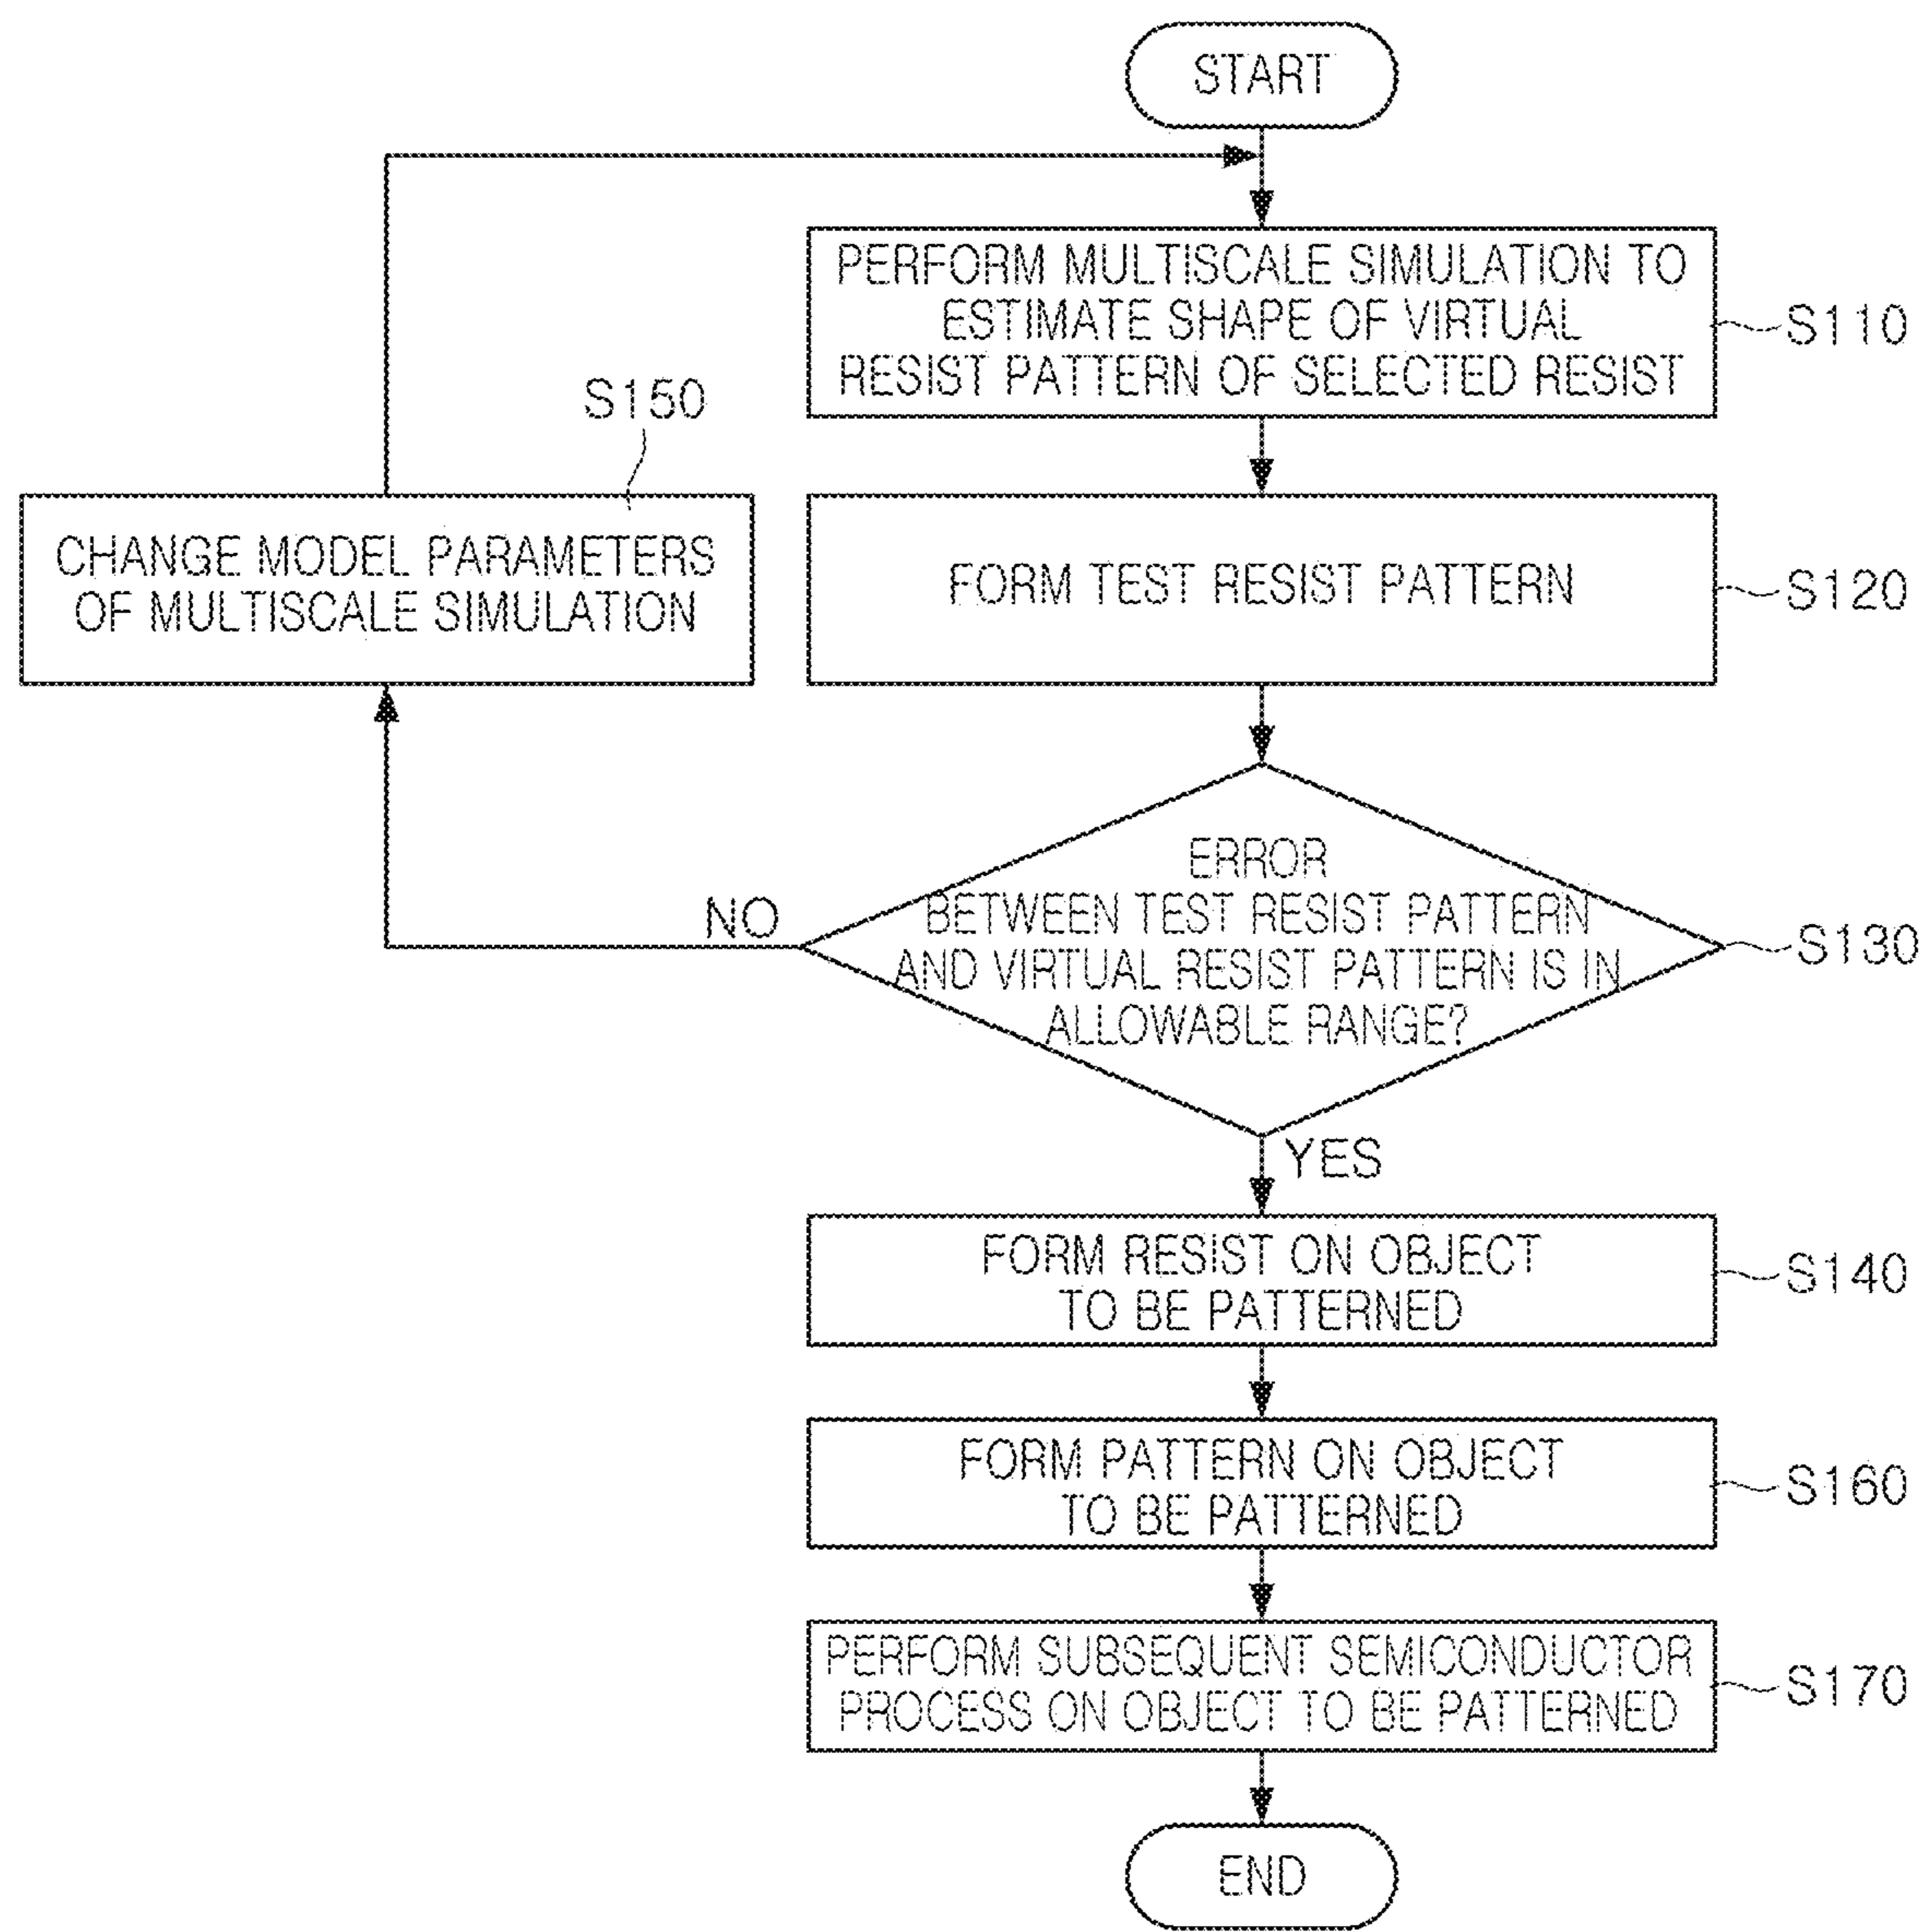 START
PERFORM MULTISCALE SIMULATION TO
ESTIMATE SHAPE OF VIRTUAL
RESIST PATTERN OF SELECTED RESIST
S110
S150
CHANGE MODEL PARAMETERS
OF MULTISCALE SIMULATION
FORM TEST RESIST PATTERN
S120
ERROR
BETWEEN TEST RESIST PATTERN
AND VIRTUAL RESIST PATTERN IS IN
ALLOWABLE RANGE?
S130
NO
YES
FORM RESIST ON OBJECT
TO BE PATTERNED
S140
FORM PATTERN ON OBJECT
TO BE PATTERNED
S160
PERFORM SUBSEQUENT SEMICONDUCTOR
PROCESS ON OBJECT TO BE PATTERNED
S170
END